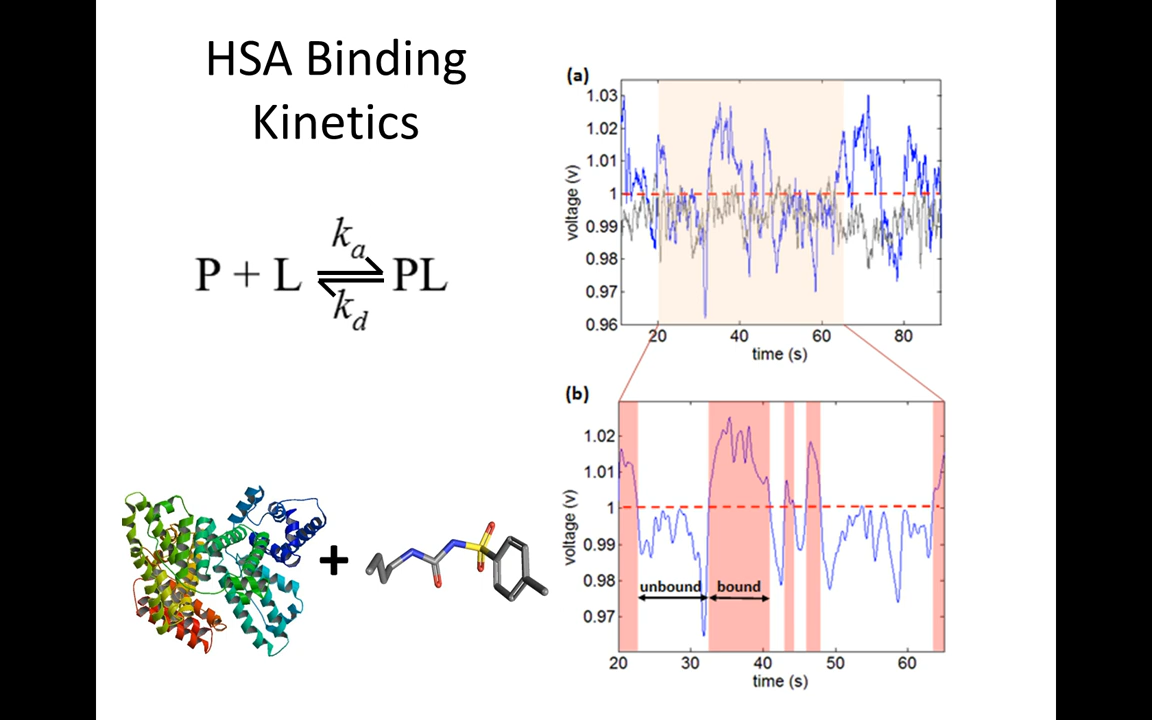 HSA Binding
Kinetics
P + L ⇌ PL
k_a
k_d
+
(a)
voltage (v)
1.03
1.02
1.01
1
0.99
0.98
0.97
0.96
20 40 60 80
time (s)
(b)
voltage (v)
1.02
1.01
1
0.99
0.98
0.97
unbound bound
20 30 40 50 60
time (s)